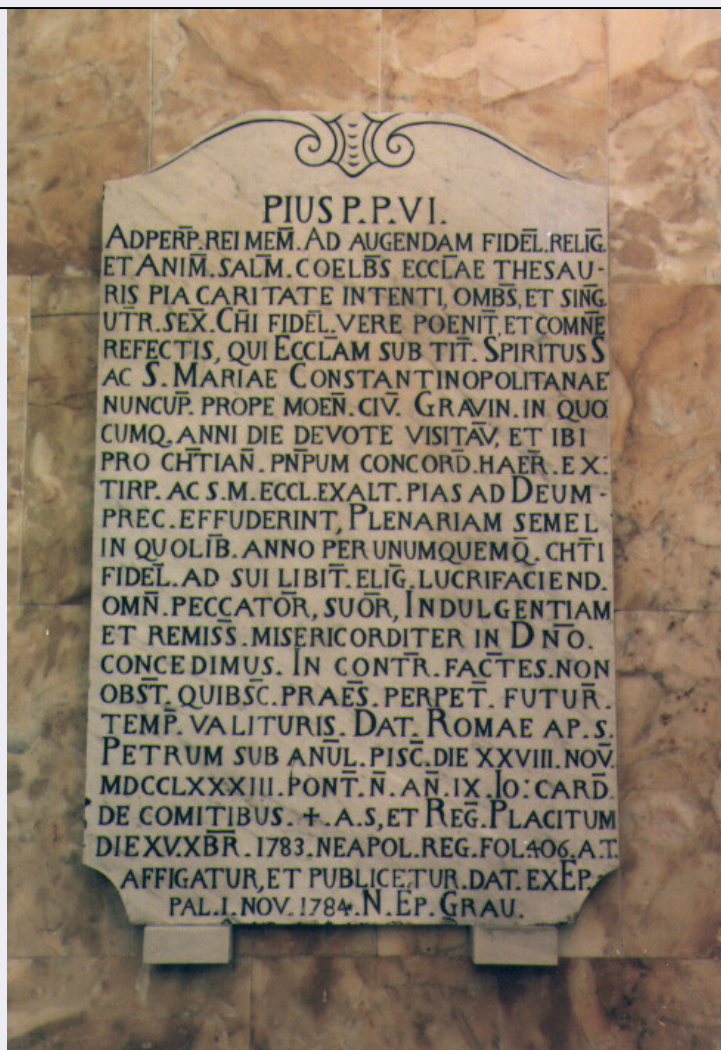 PIUS P.P.VI.
AD PERP̅.REI MEM̅. AD AUGENDAM FIDEL̅.RELIG̅.
ET ANIM̅. SALM̅. COELBS̅ ECCLAE̅ THESAU-
RIS PIA CARITATE INTENTI, OMBS̅, ET SING̅.
UTR̅. SEX̅. CHI̅ FIDEL̅. VERE POENIT̅, ET COMNE̅
REFECTIS, QUI ECCLAM̅ SUB TIT̅. SPIRITUS S
AC S. MARIAE CONSTANTINOPOLITANAE
NUNCUP̅. PROPE MOEN̅. CIV̅. GRAVIN. IN QUO
CUMQ. ANNI DIE DEVOTE VISITAV̅, ET IBI
PRO CHTIAN̅. PNPUM̅ CONCORD̅. HAER̅. EX:
TIRP. AC S.M. ECCL. EXALT. PIAS AD DEUM-
PREC. EFFUDERINT, PLENARIAM SEMEL
IN QUOLIB̅. ANNO PER UNUMQUEMQ̅. CHTI̅
FIDEL̅. AD SUI LIBIT̅. ELIG̅. LUCRIFACIEND.
OMN̅. PECCATOR̅, SUOR̅, INDULGENTIAM
ET REMISS̅. MISERICORDITER IN DNO̅.
CONCEDIMUS. IN CONTR̅. FACTES̅. NON
OBST̅. QUIBSC̅. PRAES̅. PERPET̅. FUTUR̅.
TEMP̅. VALITURIS. DAT. ROMAE AP. S.
PETRUM SUB ANUL̅. PISC̅. DIE XXVIII. NOV̅.
MDCCLXXXIII. PONT̅. N̅. AN̅. IX. IO: CARD̅.
DE COMITIBUS. + . A.S, ET REG̅. PLACITUM
DIE XV. XBR̅. 1783. NEAPOL. REG. FOL. 406. A.T.
AFFIGATUR, ET PUBLICETUR. DAT. EX EP.
PAL. I. NOV. 1784. N. EP. GRAU.